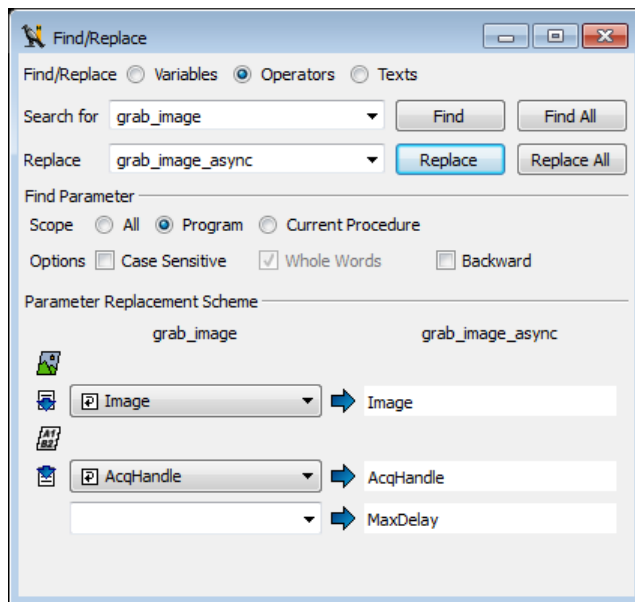 Find/Replace
Find/Replace Variables Operators Texts
Search for grab_image Find Find All
Replace grab_image_async Replace Replace All
Find Parameter
Scope All Program Current Procedure
Options Case Sensitive Whole Words Backward
Parameter Replacement Scheme
grab_image grab_image_async
Image Image
A1
B2
AcqHandle AcqHandle
MaxDelay